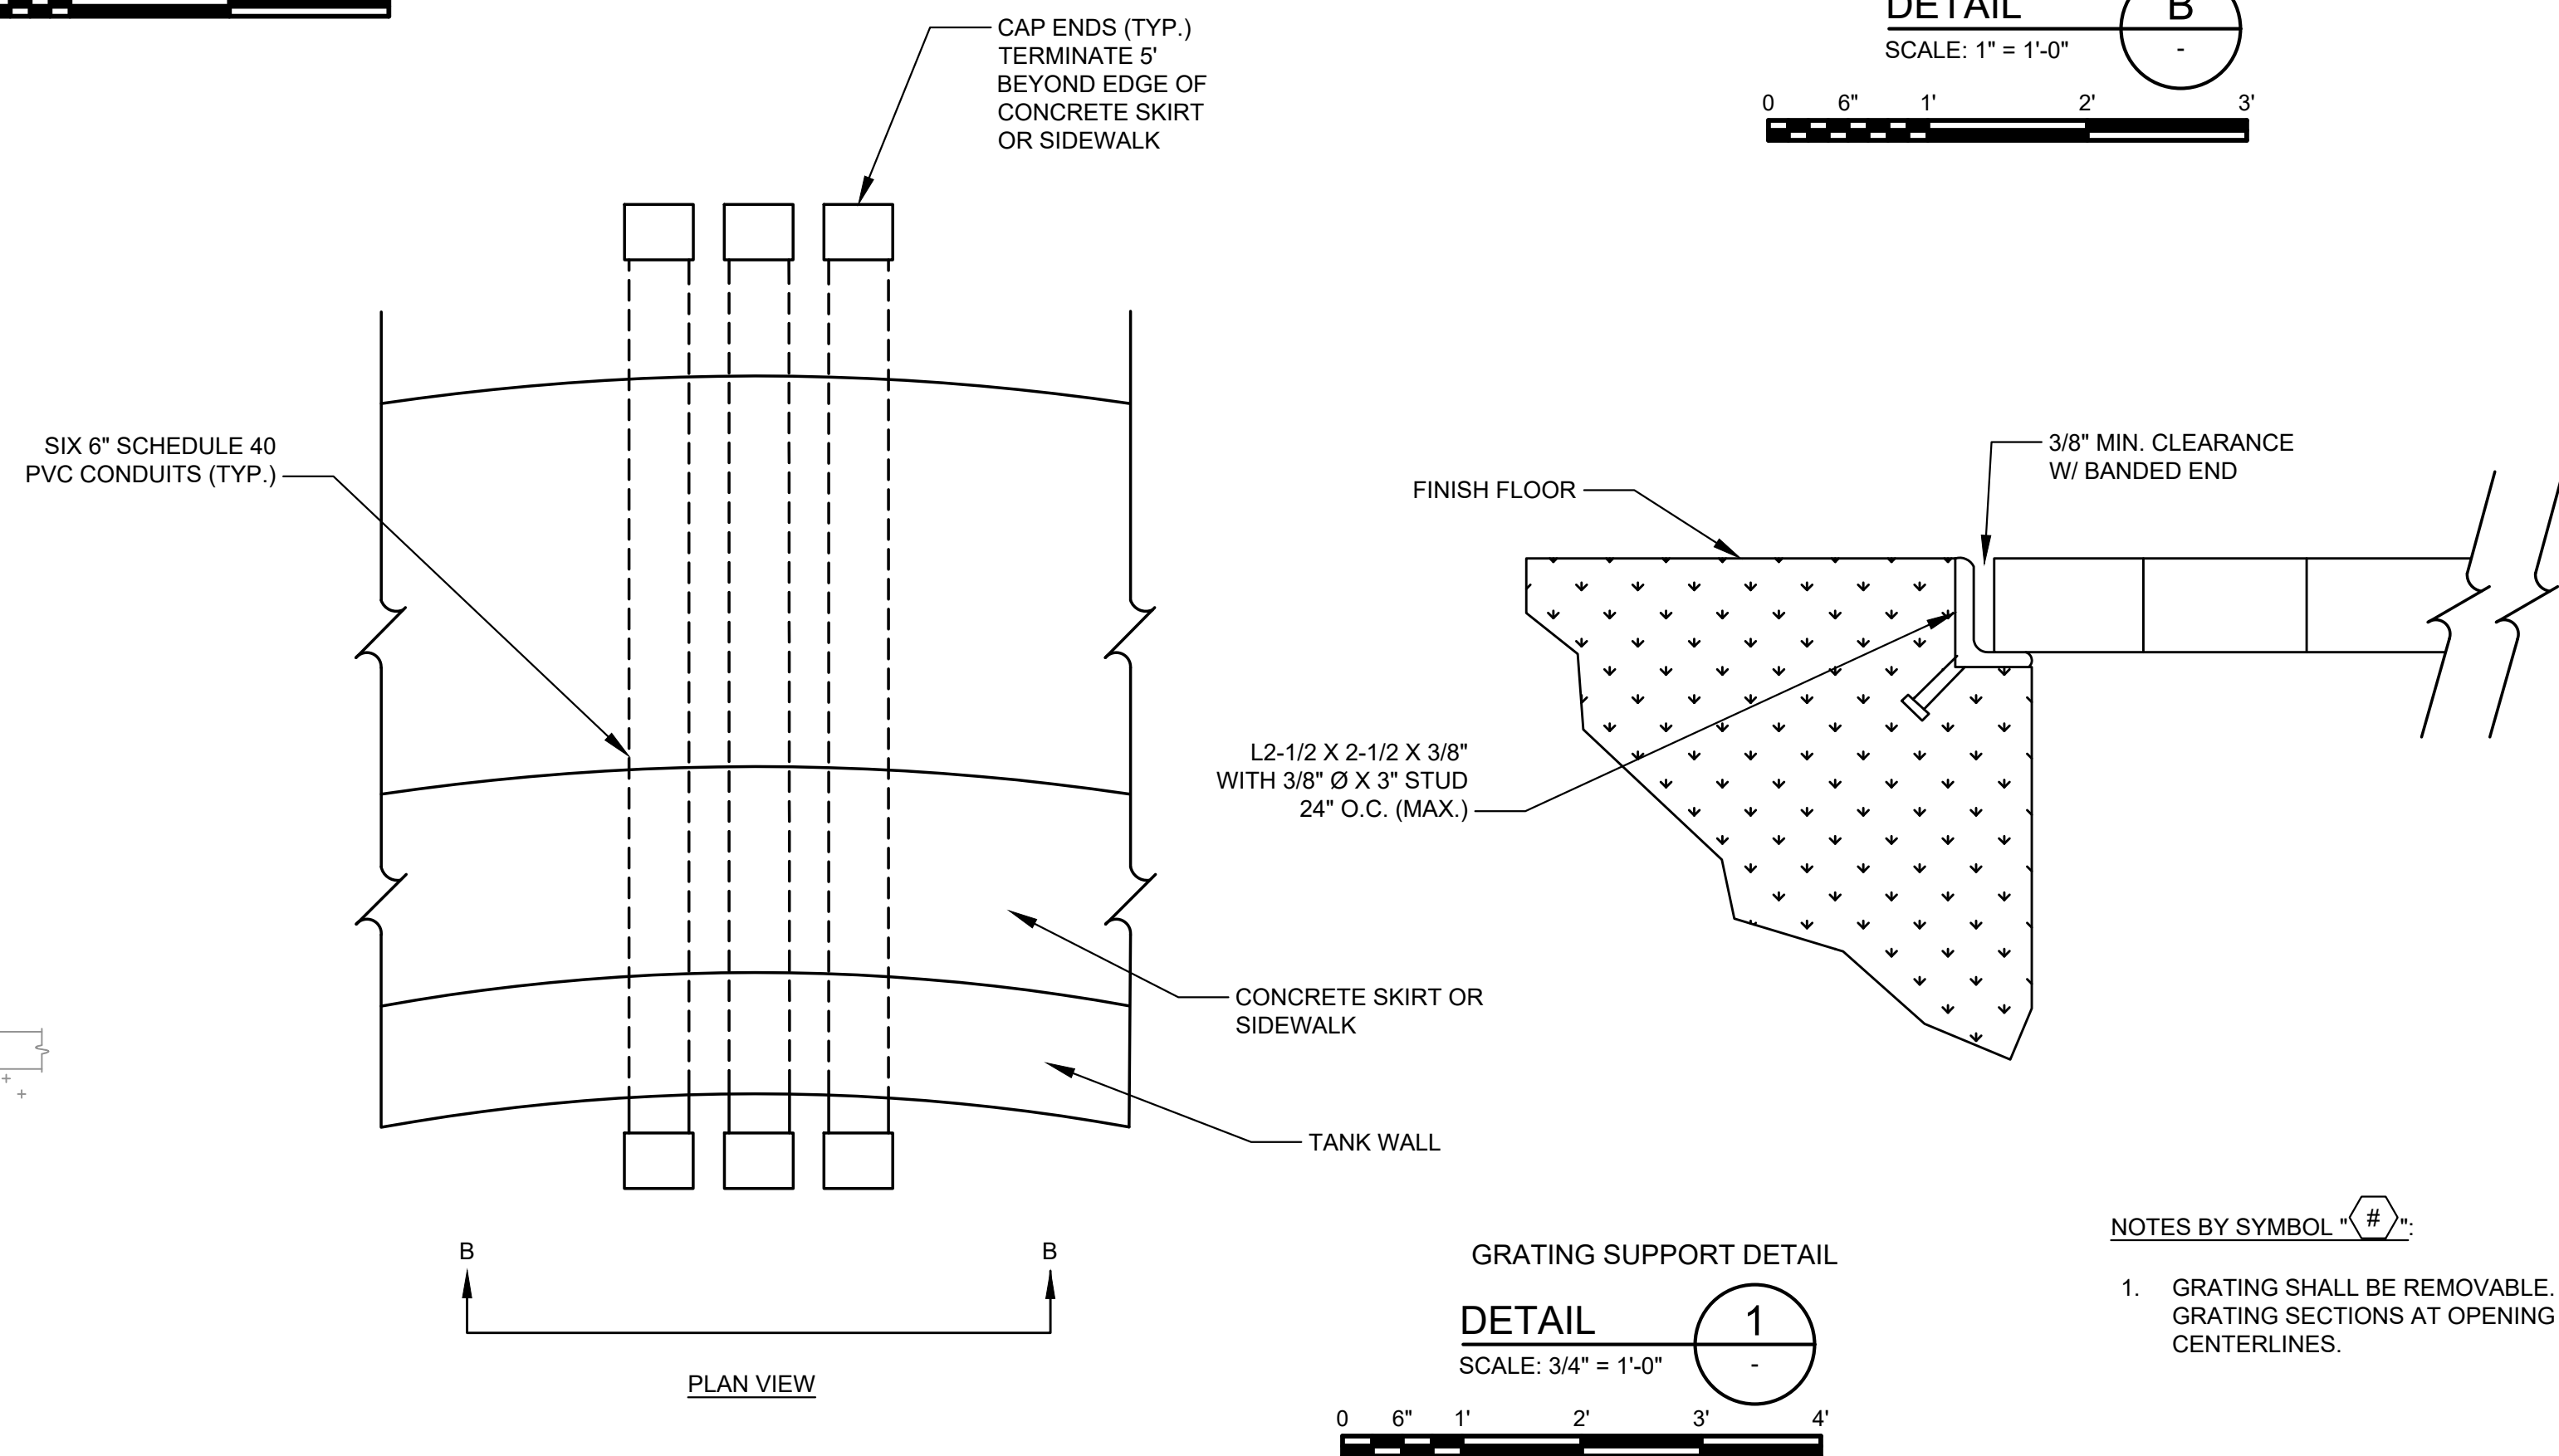 CAP ENDS (TYP.)
TERMINATE 5'
BEYOND EDGE OF
CONCRETE SKIRT
OR SIDEWALK
DETAIL
B
-
SCALE: 1" = 1'-0"
0 6" 1' 2' 3'
SIX 6" SCHEDULE 40
PVC CONDUITS (TYP.)
CONCRETE SKIRT OR
SIDEWALK
TANK WALL
B B
PLAN VIEW
3/8" MIN. CLEARANCE
W/ BANDED END
FINISH FLOOR
L2-1/2 X 2-1/2 X 3/8"
WITH 3/8" Ø X 3" STUD
24" O.C. (MAX.)
GRATING SUPPORT DETAIL
DETAIL
1
-
SCALE: 3/4" = 1'-0"
0 6" 1' 2' 3' 4'
NOTES BY SYMBOL "#":
1. GRATING SHALL BE REMOVABLE.
GRATING SECTIONS AT OPENING
CENTERLINES.